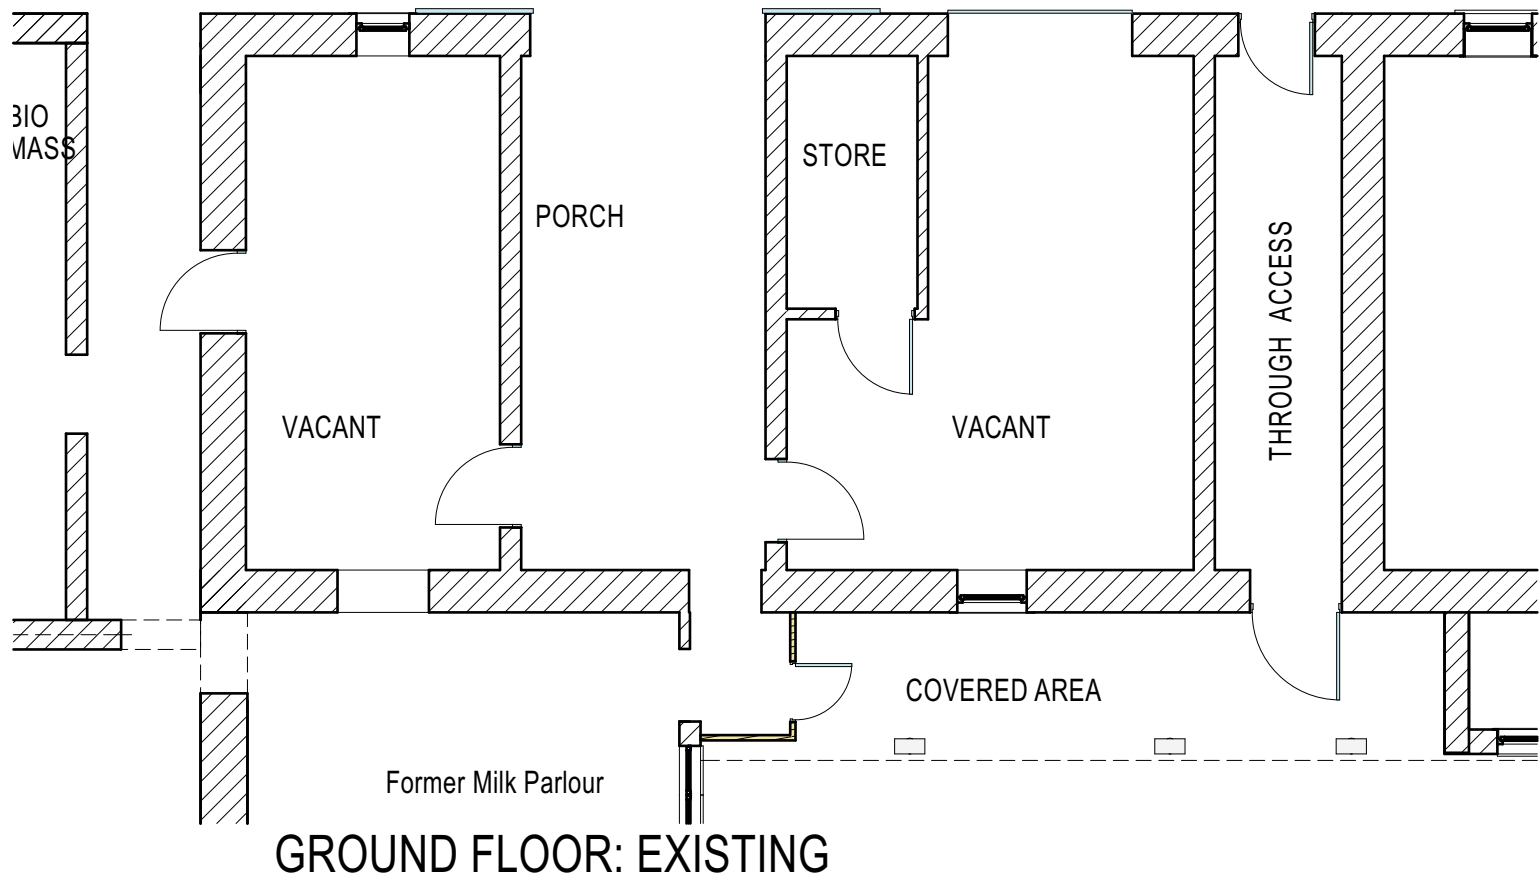 BIO
MASS
STORE
PORCH
THROUGH ACCESS
VACANT
VACANT
COVERED AREA
Former Milk Parlour
GROUND FLOOR: EXISTING